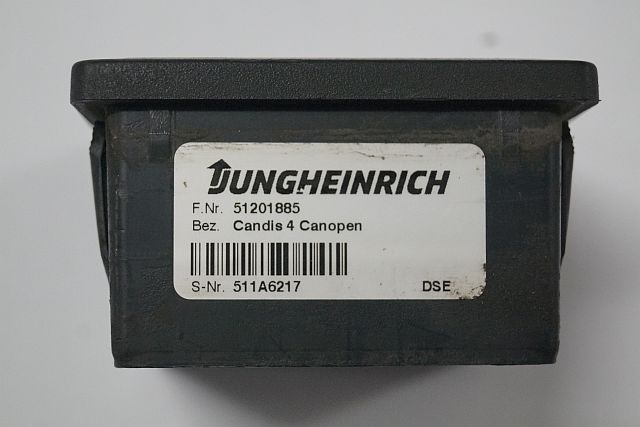 JUNGHEINRICH
F.Nr. 51201885
Bez. Candis 4 Canopen
S-Nr. 511A6217 DSE